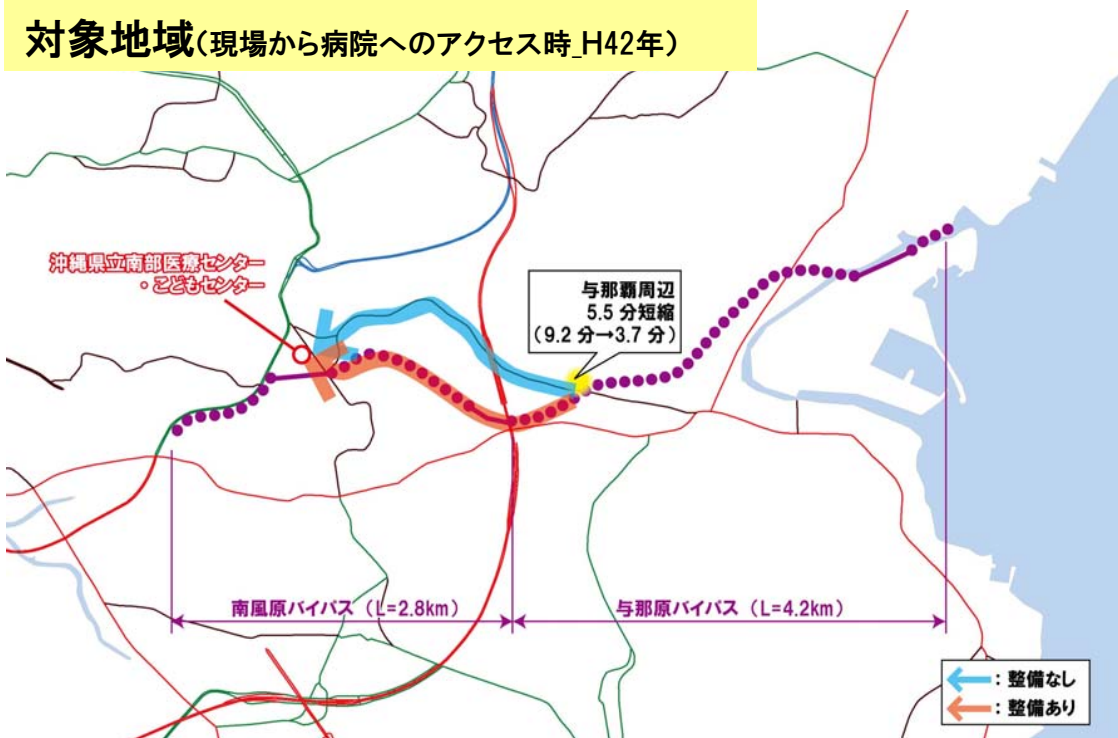 対象地域(現場から病院へのアクセス時_H42年)
沖縄県立南部医療センター
・こどもセンター
与那覇周辺
5.5 分短縮
(9.2 分→3.7 分)
南風原バイパス（L=2.8km）
与那原バイパス（L=4.2km）
：整備なし
：整備あり